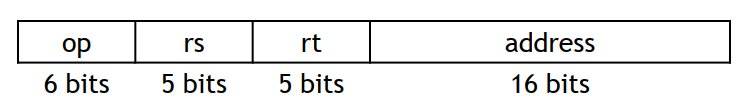 op rs rt address
6 bits 5 bits 5 bits 16 bits